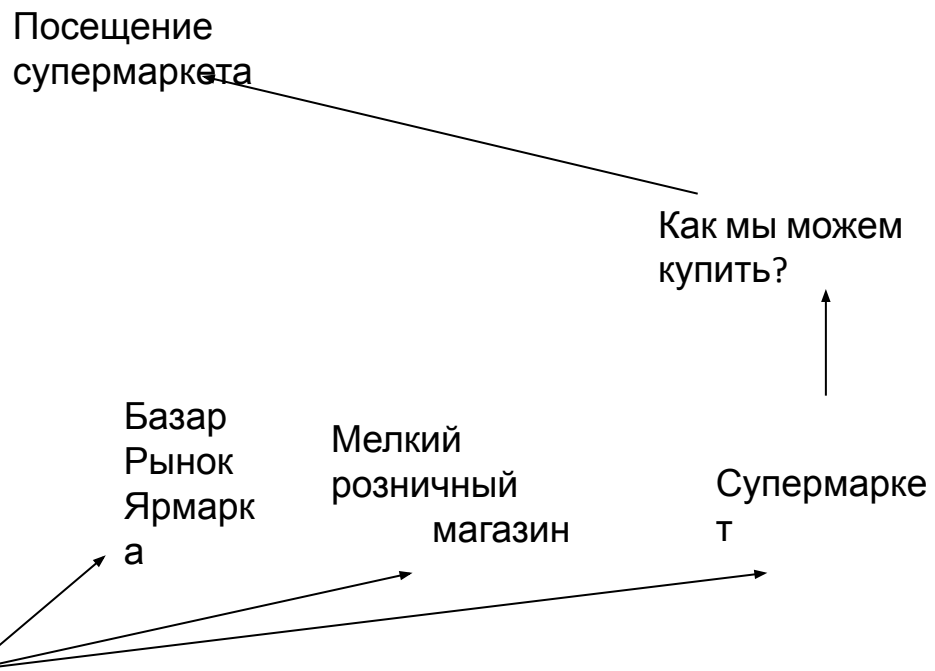 Посещение
супермаркета
Как мы можем
купить?
Базар
Рынок
Ярмарк
а
Мелкий
розничный
магазин
Супермарке
т